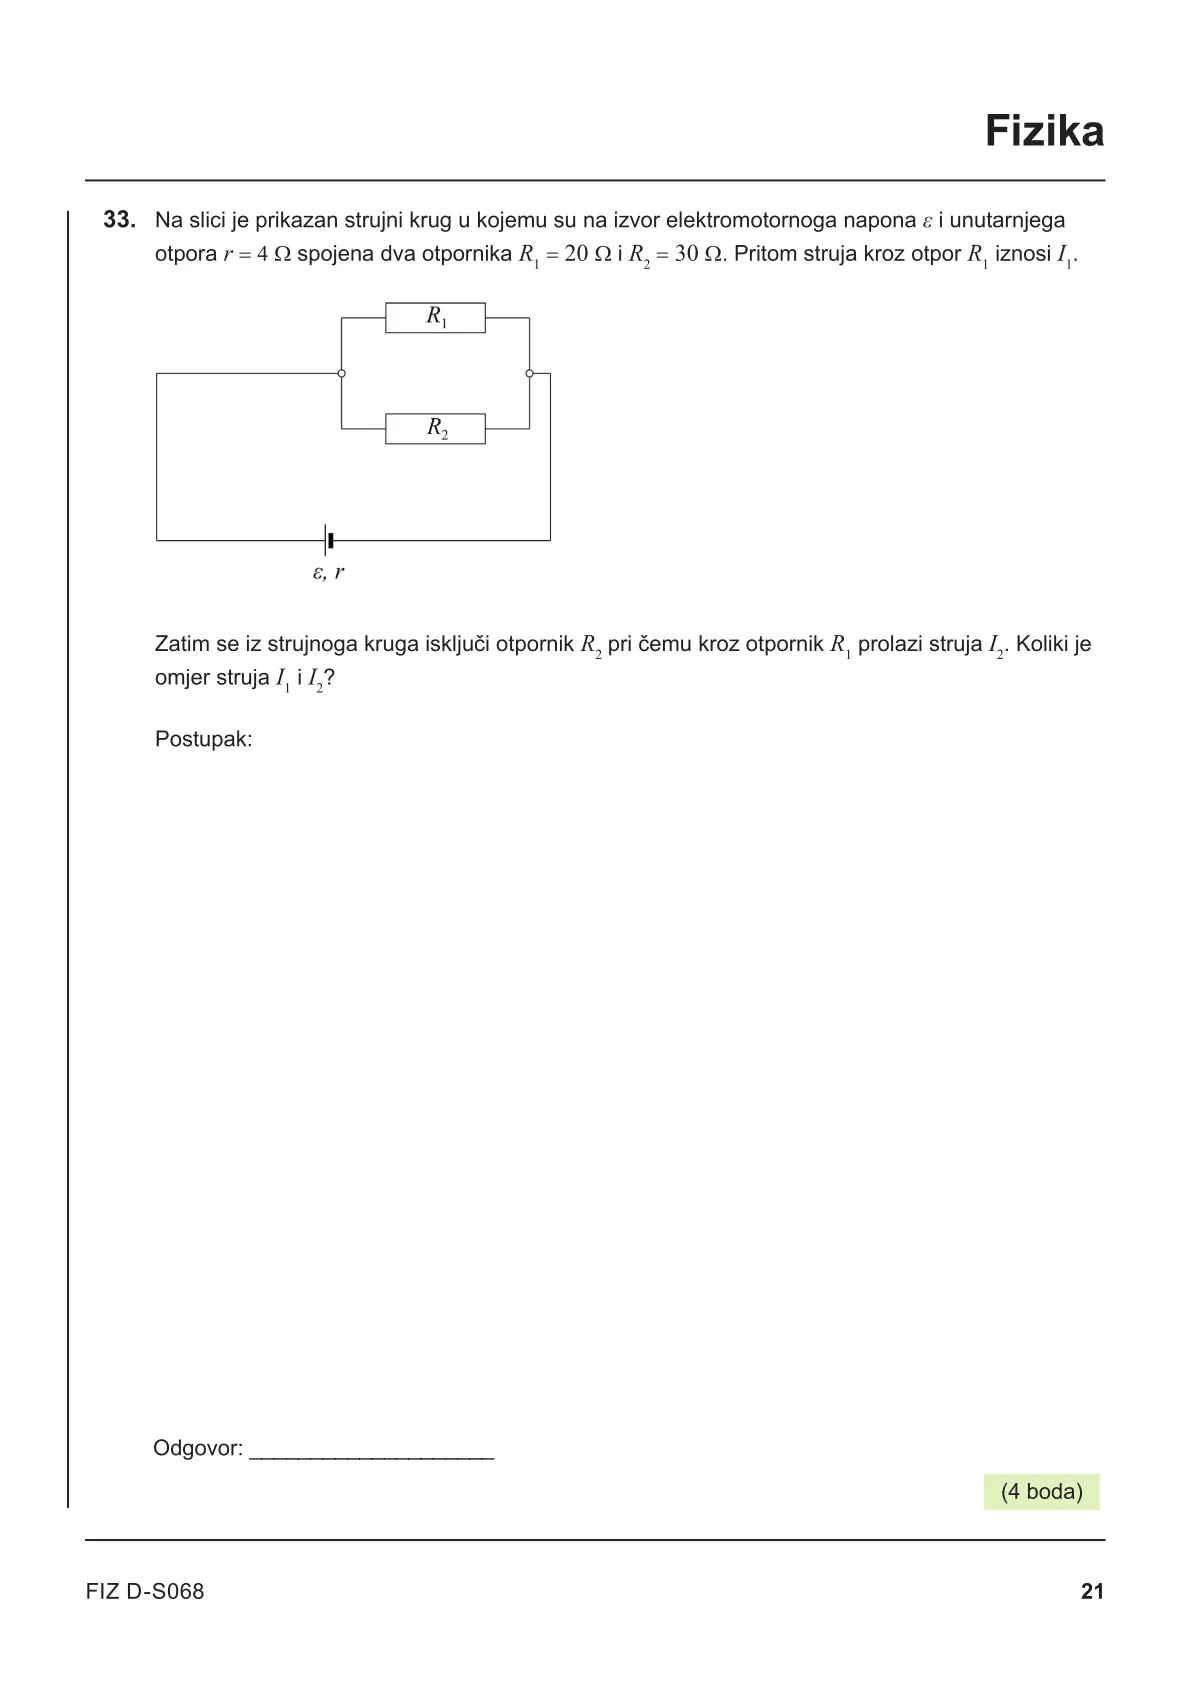 Fizika
33. Na slici je prikazan strujni krug u kojemu su na izvor elektromotornoga napona ε i unutarnjega
otpora r = 4 Ω spojena dva otpornika R₁ = 20 Ω i R₂ = 30 Ω. Pritom struja kroz otpor R₁ iznosi I₁.
R₁
R₂
ε, r
Zatim se iz strujnoga kruga isključi otpornik R₂ pri čemu kroz otpornik R₁ prolazi struja I₂. Koliki je
omjer struja I₁ i I₂?
Postupak:
Odgovor: ____________________
(4 boda)
FIZ D-S068
21